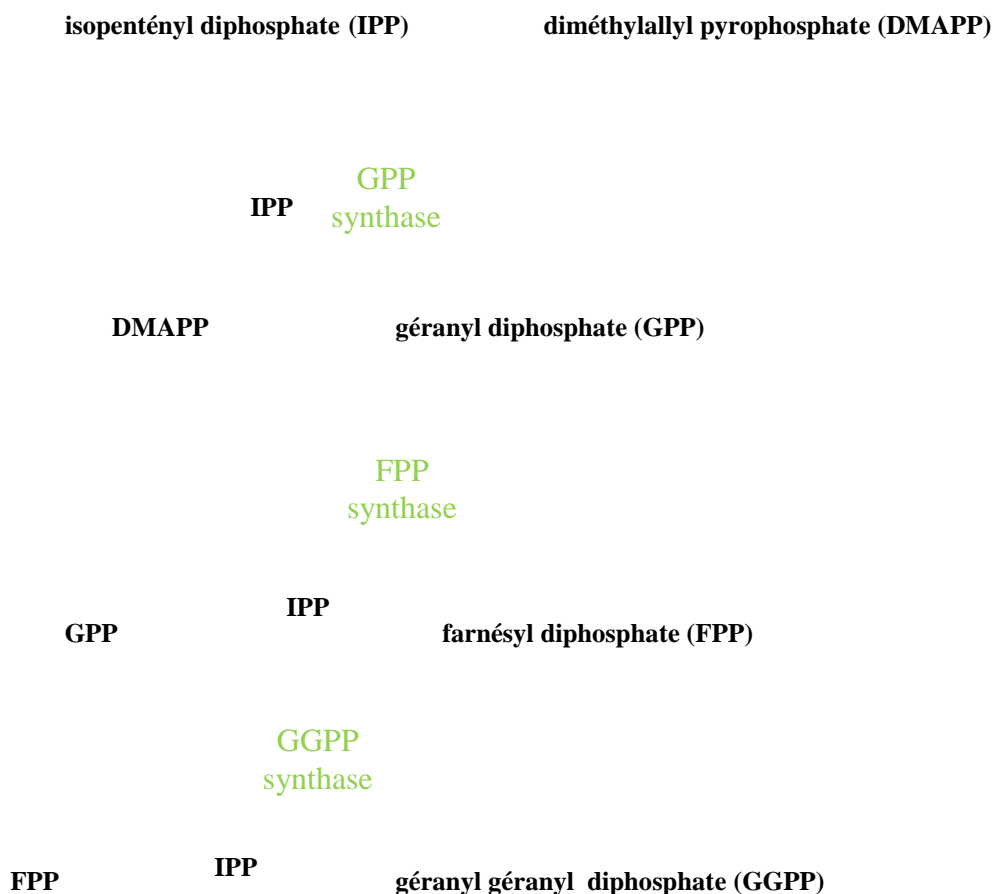 isopentényl diphosphate (IPP) diméthylallyl pyrophosphate (DMAPP)
GPP
IPP synthase
DMAPP géranyl diphosphate (GPP)
FPP
synthase
IPP
GPP farnésyl diphosphate (FPP)
GGPP
synthase
IPP
FPP géranyl géranyl diphosphate (GGPP)